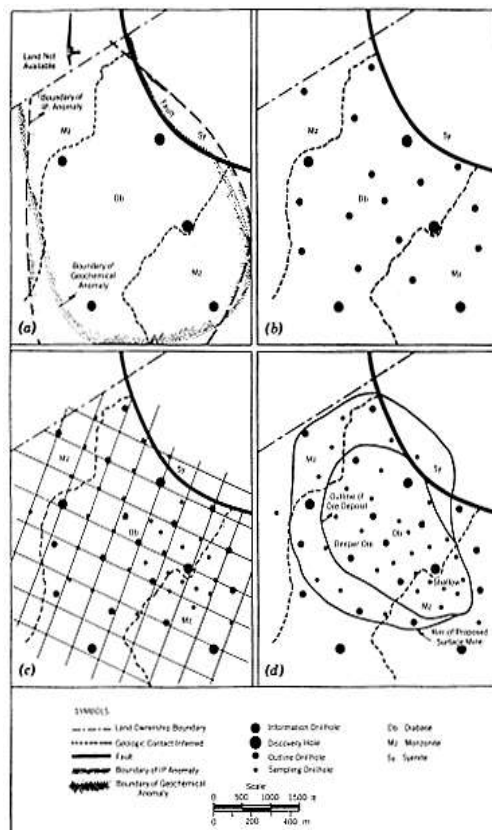 Land Not
Available
Boundary of
IP Anomaly
Mz
Fault
Sy
Db
Mz
Boundary of
Geochemical
Anomaly
(a)
Mz
Sy
Db
Mz
(b)
Mz
Sy
Db
Mz
(c)
Mz
Sy
Outline of
Ore Deposit
Db
Deeper Ore
Shallow
Mz
Rim of Proposed
Surface Mine
(d)
SYMBOLS
Land Ownership Boundary
Geologic Contact Inferred
Fault
Boundary of IP Anomaly
Boundary of Geochemical
Anomaly
Information Drillhole
Discovery Hole
Outline Drillhole
Sampling Drillhole
Db Diabase
Mz Monzonite
Sy Syenite
Scale
0 500 1000 1500 ft
0 200 400 m